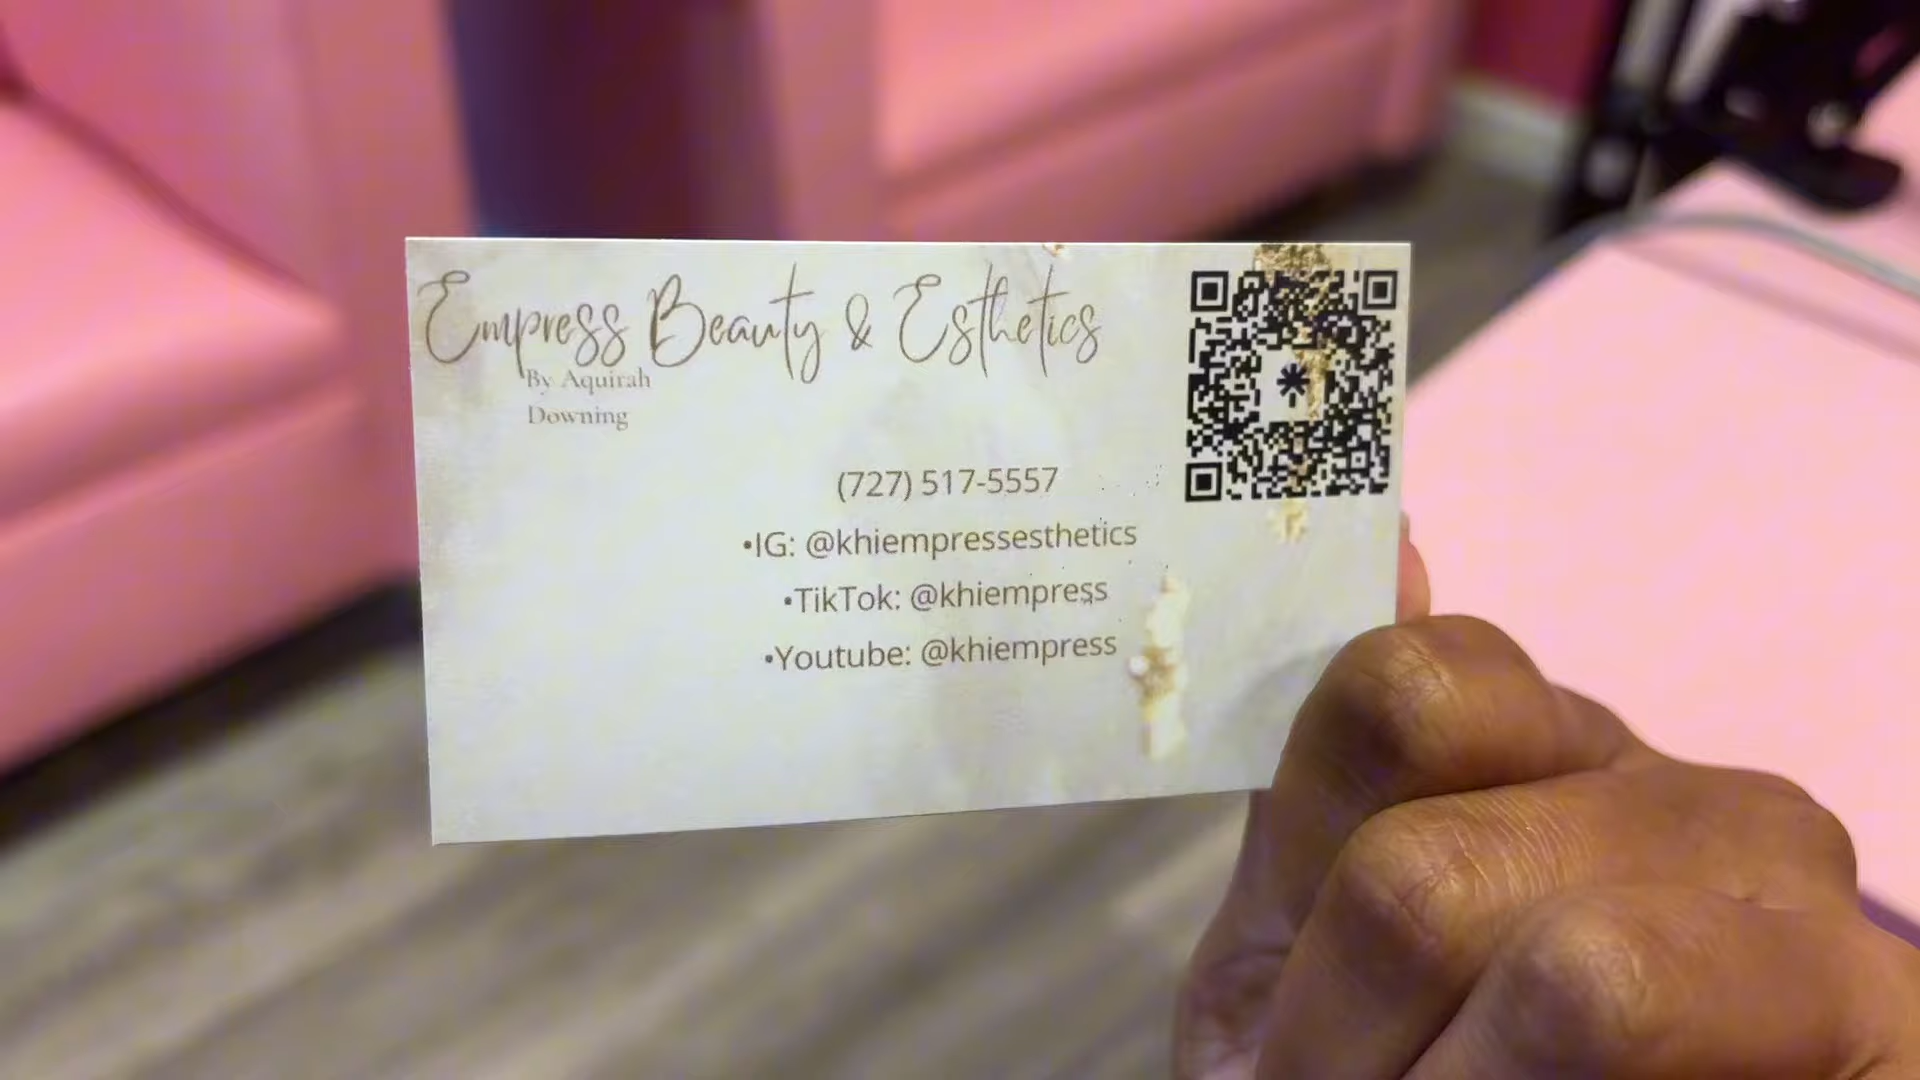 Empress Beauty & Esthetics
By Aquirah
Downing
(727) 517-5557
•IG: @khiempressesthetics
•TikTok: @khiempress
•Youtube: @khiempress